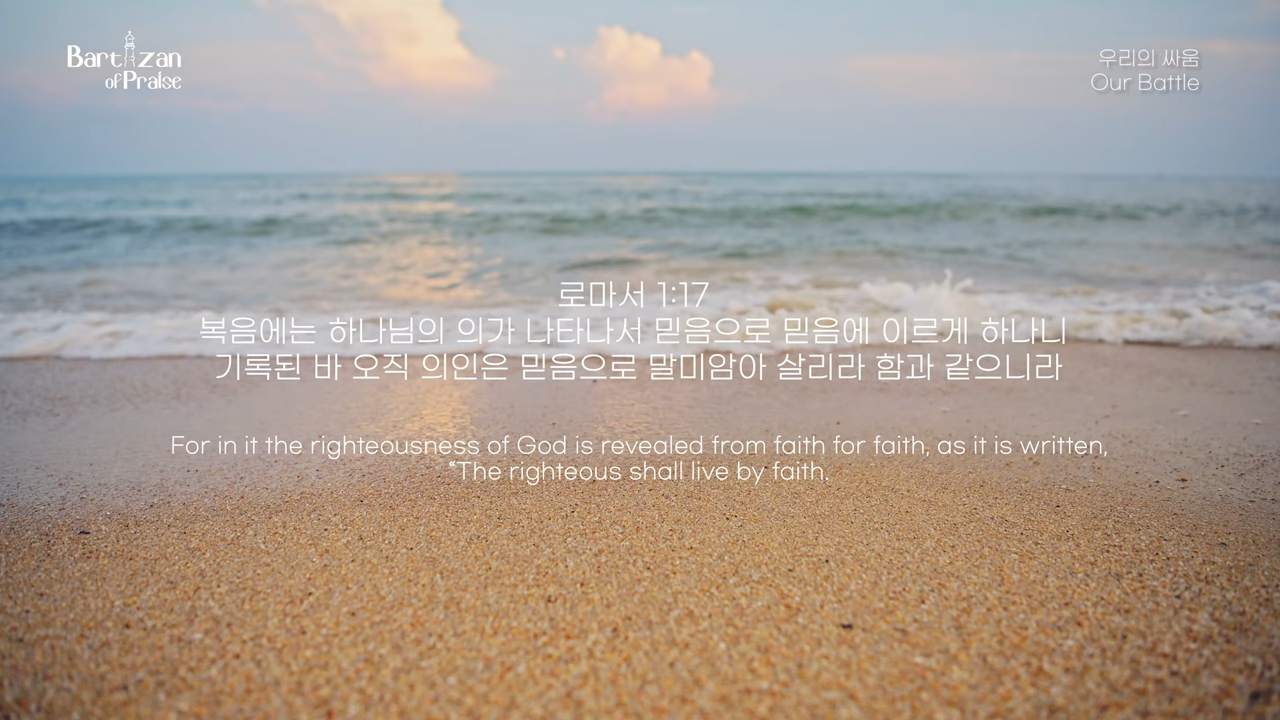 Bartizan
of Praise
우리의 싸움
Our Battle
로마서 1:17
복음에는 하나님의 의가 나타나서 믿음으로 믿음에 이르게 하나니
기록된 바 오직 의인은 믿음으로 말미암아 살리라 함과 같으니라
For in it the righteousness of God is revealed from faith for faith, as it is written,
“The righteous shall live by faith.